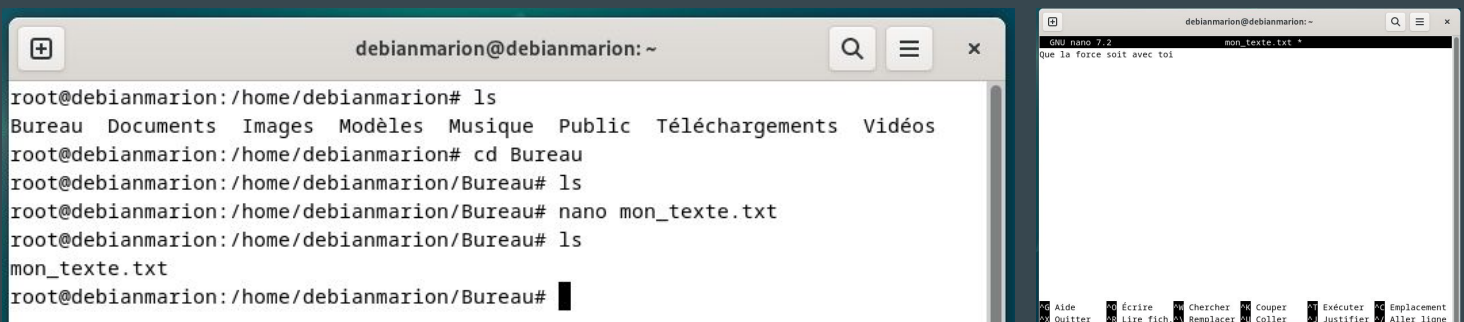 debianmarion@debianmarion: ~
root@debianmarion:/home/debianmarion# ls
Bureau Documents Images Modèles Musique Public Téléchargements Vidéos
root@debianmarion:/home/debianmarion# cd Bureau
root@debianmarion:/home/debianmarion/Bureau# ls
root@debianmarion:/home/debianmarion/Bureau# nano mon_texte.txt
root@debianmarion:/home/debianmarion/Bureau# ls
mon_texte.txt
root@debianmarion:/home/debianmarion/Bureau#
debianmarion@debianmarion: ~
GNU nano 7.2 mon_texte.txt *
Que la force soit avec toi
^G Aide ^O Écrire ^W Chercher ^K Couper ^T Exécuter ^C Emplacement
^X Quitter ^R Lire fich. ^\ Remplacer ^U Coller ^J Justifier ^/ Aller ligne